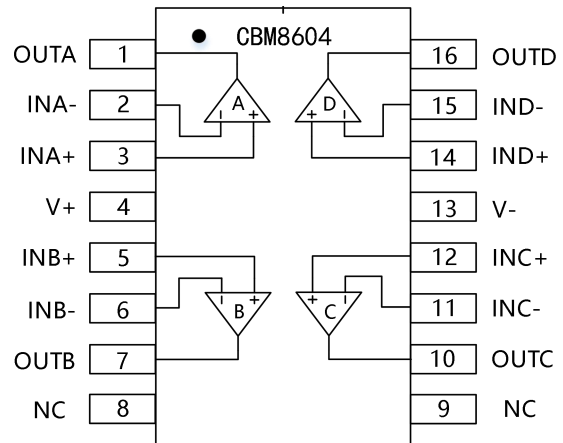 CBM8604
OUTA 1 16 OUTD
INA- 2 A D 15 IND-
- + + -
INA+ 3 14 IND+
V+ 4 13 V-
INB+ 5 12 INC+
- + + -
INB- 6 B C 11 INC-
OUTB 7 10 OUTC
NC 8 9 NC